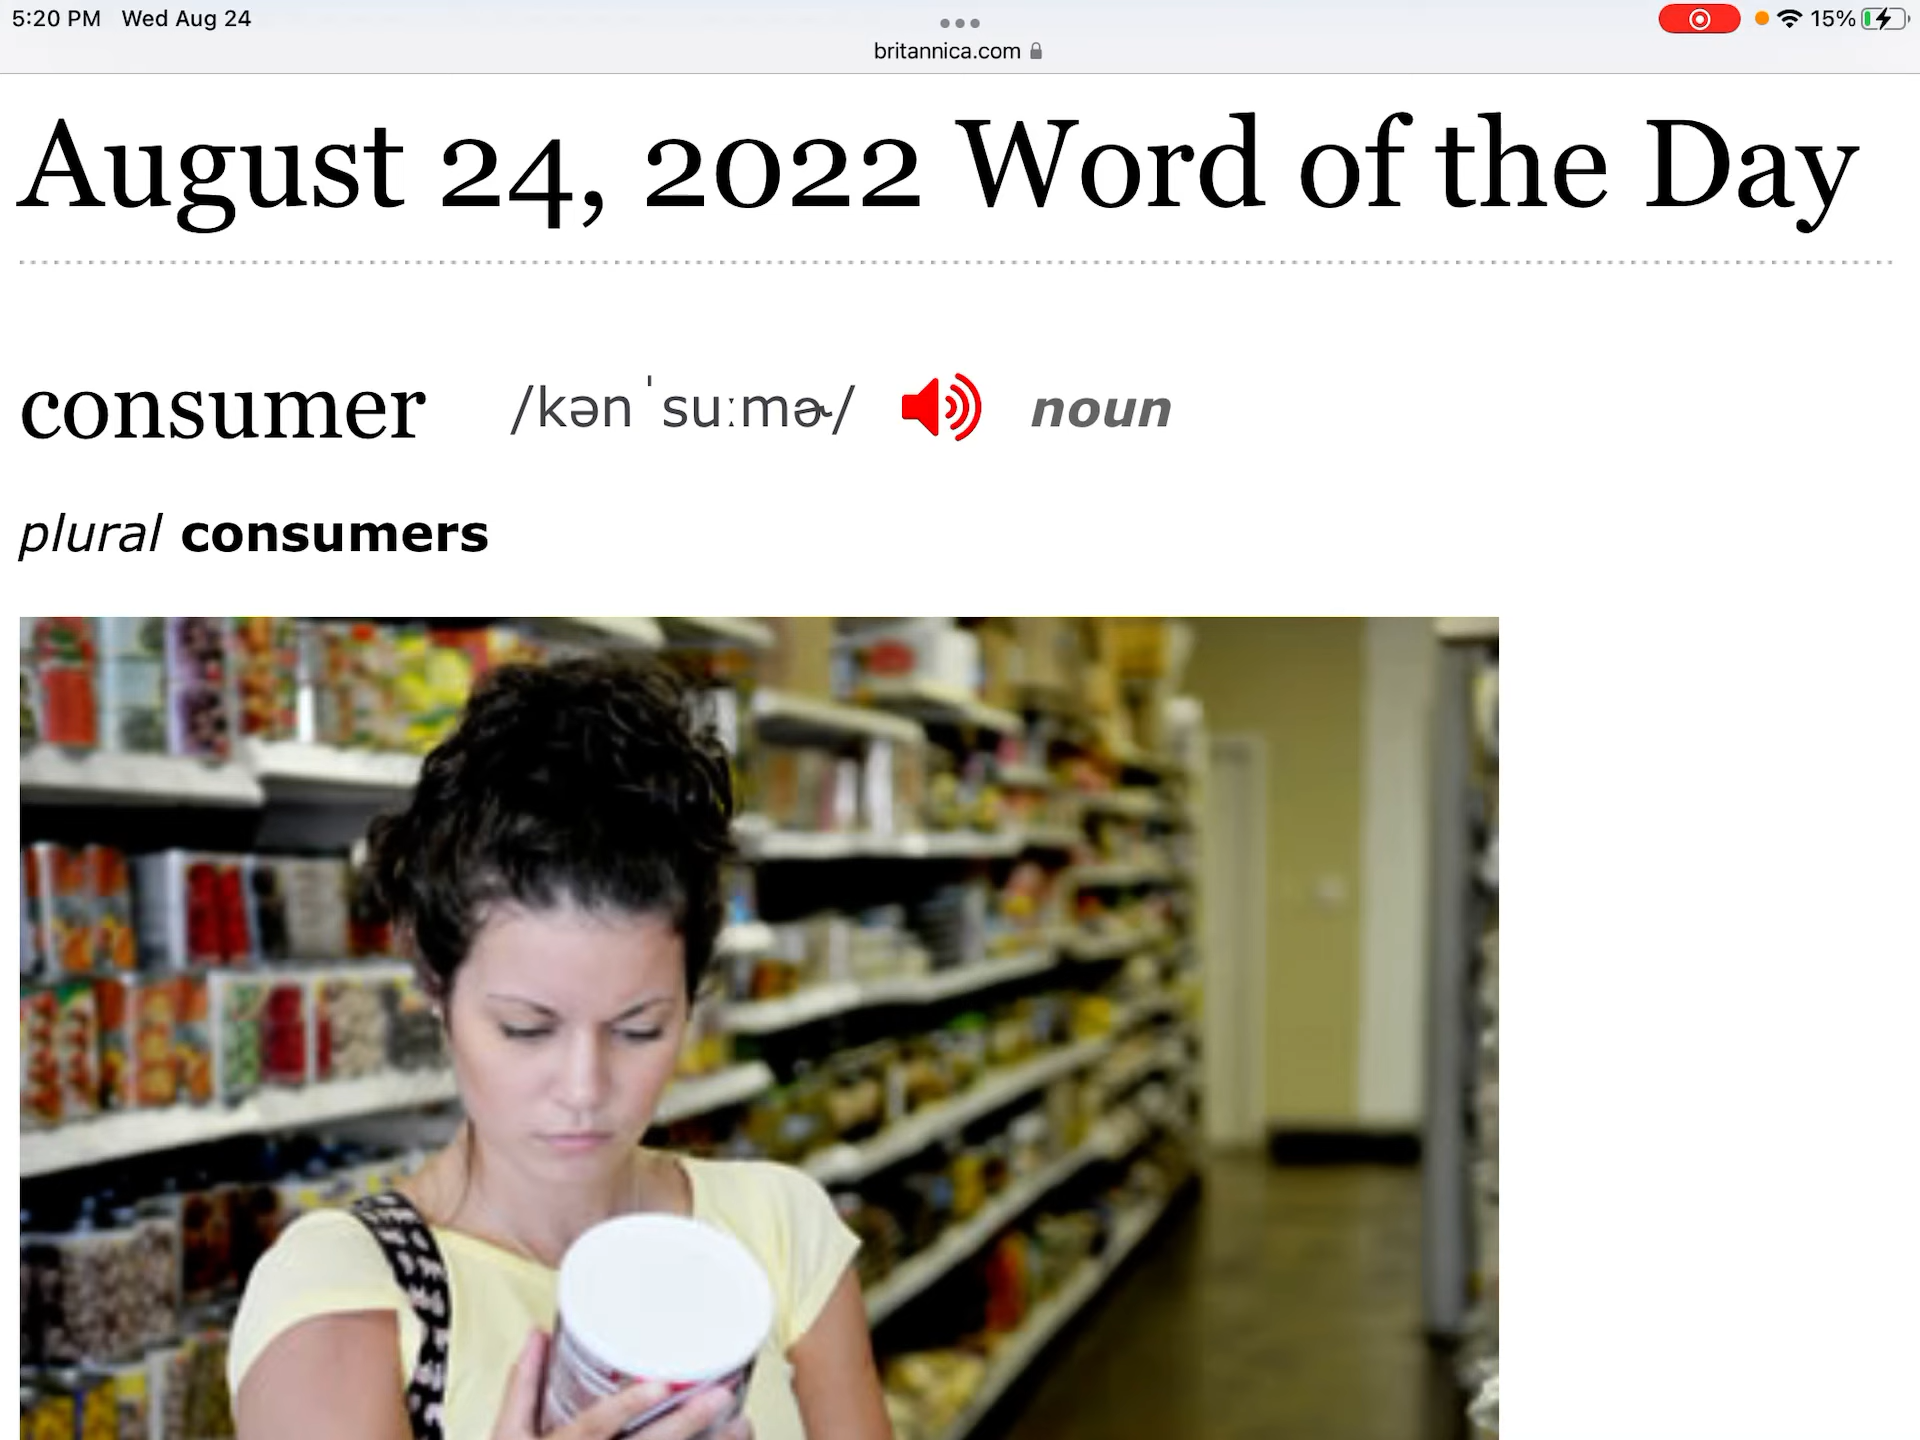 5:20 PM Wed Aug 24
15%
britannica.com
August 24, 2022 Word of the Day
consumer /kənˈsuːmɚ/ noun
plural consumers